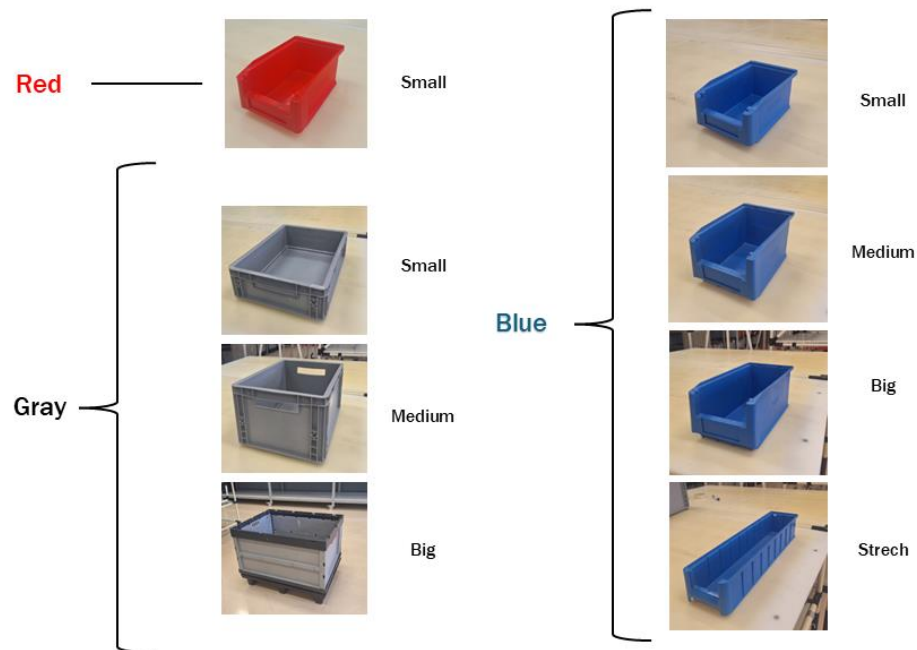 Red
Small
Gray
Small
Medium
Big
Blue
Small
Medium
Big
Strech